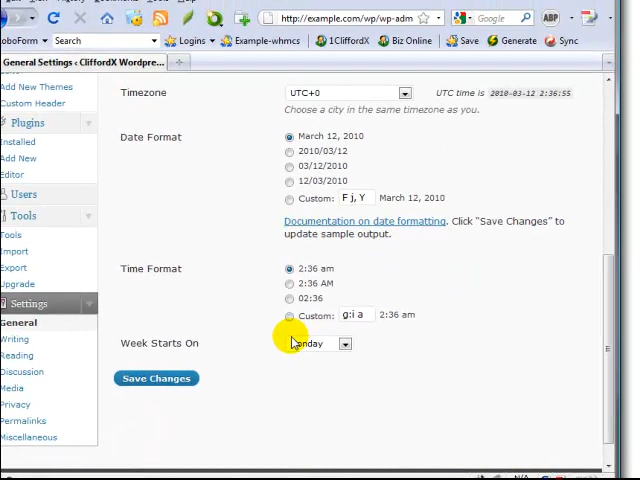 http://example.com/wp/wp-adm
Google
ABP
oboForm
Search
Logins
Example-whmcs
1CliffordX
Biz Online
Save
Generate
Sync
General Settings ‹ CliffordX Wordpre...
Add New Themes
Custom Header
Plugins
Installed
Add New
Editor
Users
Tools
Tools
Import
Export
Upgrade
Settings
General
Writing
Reading
Discussion
Media
Privacy
Permalinks
Miscellaneous
Timezone
UTC+0
UTC time is 2010-03-12 2:36:55
Choose a city in the same timezone as you.
Date Format
March 12, 2010
2010/03/12
03/12/2010
12/03/2010
Custom: F j, Y March 12, 2010
Documentation on date formatting. Click "Save Changes" to
update sample output.
Time Format
2:36 am
2:36 AM
02:36
Custom: g:i a 2:36 am
Week Starts On
onday
Save Changes